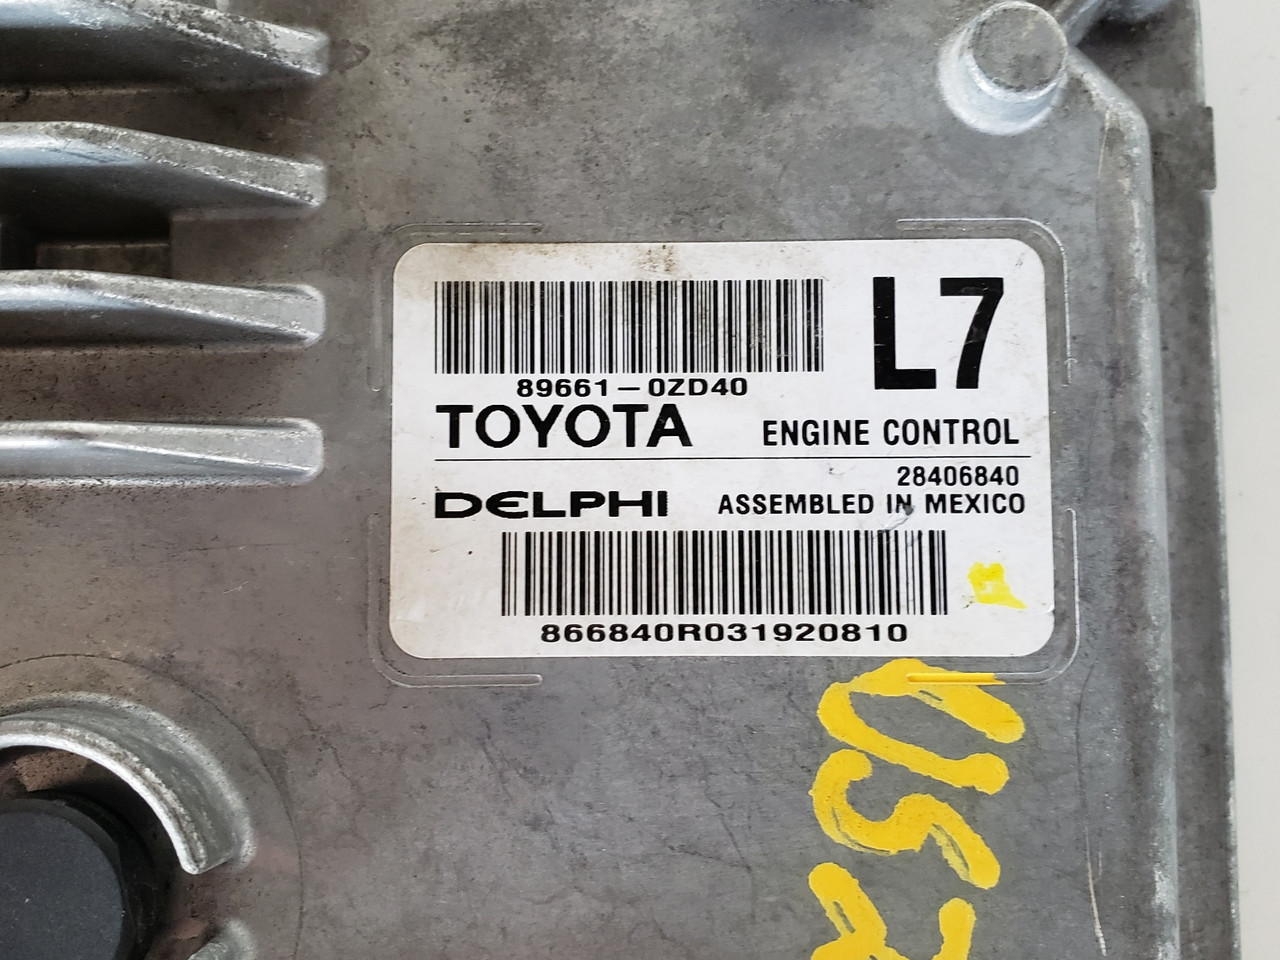 L7
89661-0ZD40
TOYOTA ENGINE CONTROL
28406840
DELPHI ASSEMBLED IN MEXICO
866840R031920810